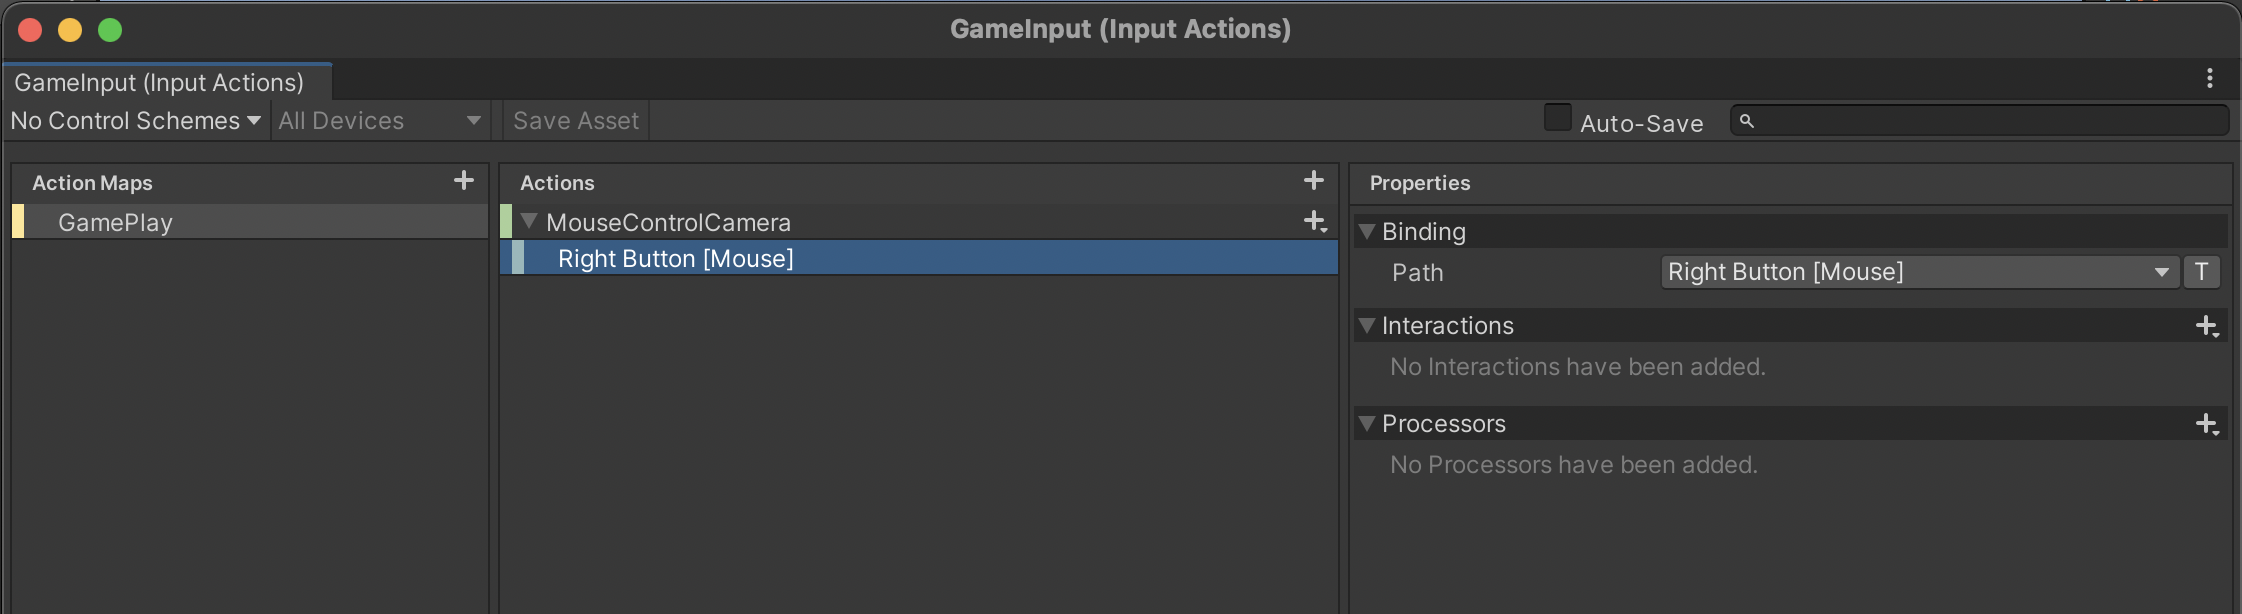 GameInput (Input Actions)
GameInput (Input Actions)
No Control Schemes All Devices Save Asset Auto-Save
Action Maps
GamePlay
Actions
MouseControlCamera
Right Button [Mouse]
Properties
Binding
Path Right Button [Mouse] T
Interactions
No Interactions have been added.
Processors
No Processors have been added.